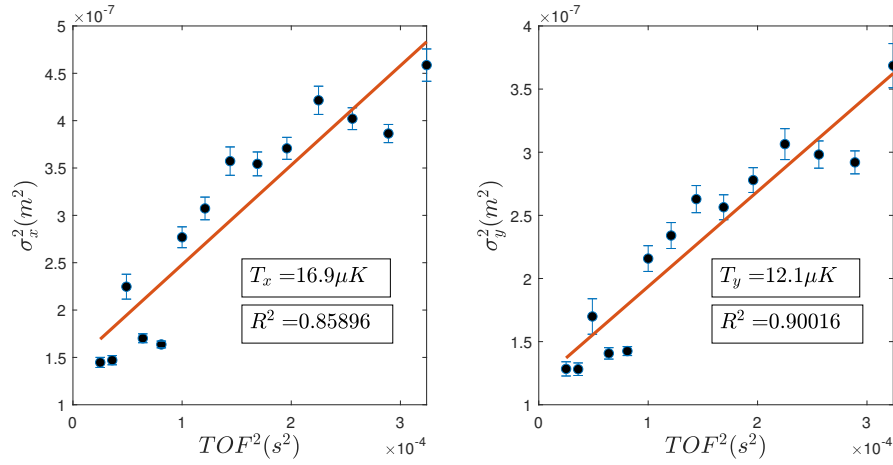 ×10⁻⁷
5
4.5
4
3.5
3
2.5
2
1.5
1
σ²ₓ(m²)
Tₓ=16.9μK
R²=0.85896
0 1 2 3
×10⁻⁴
TOF²(s²)
×10⁻⁷
4
3.5
3
2.5
2
1.5
1
σ²ᵧ(m²)
Tᵧ=12.1μK
R²=0.90016
0 1 2 3
×10⁻⁴
TOF²(s²)